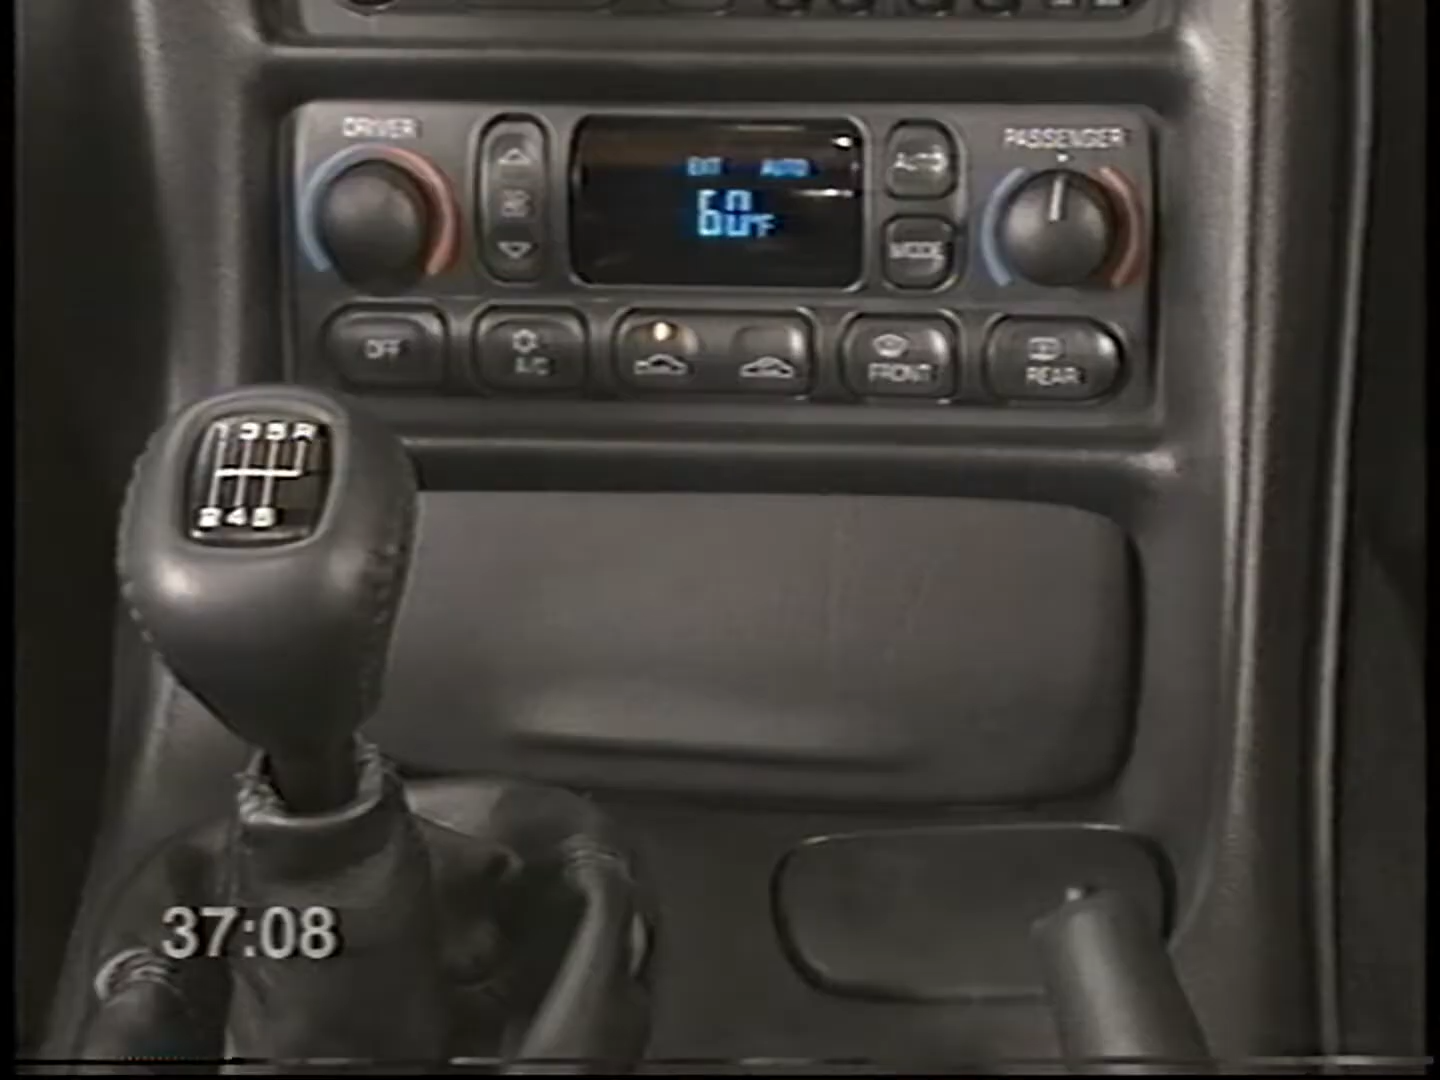 DRIVER
PASSENGER
EXT AUTO
60°F
AUTO
MODE
OFF
A/C
FRONT
REAR
1 3 5 R
2 4 6
37:08